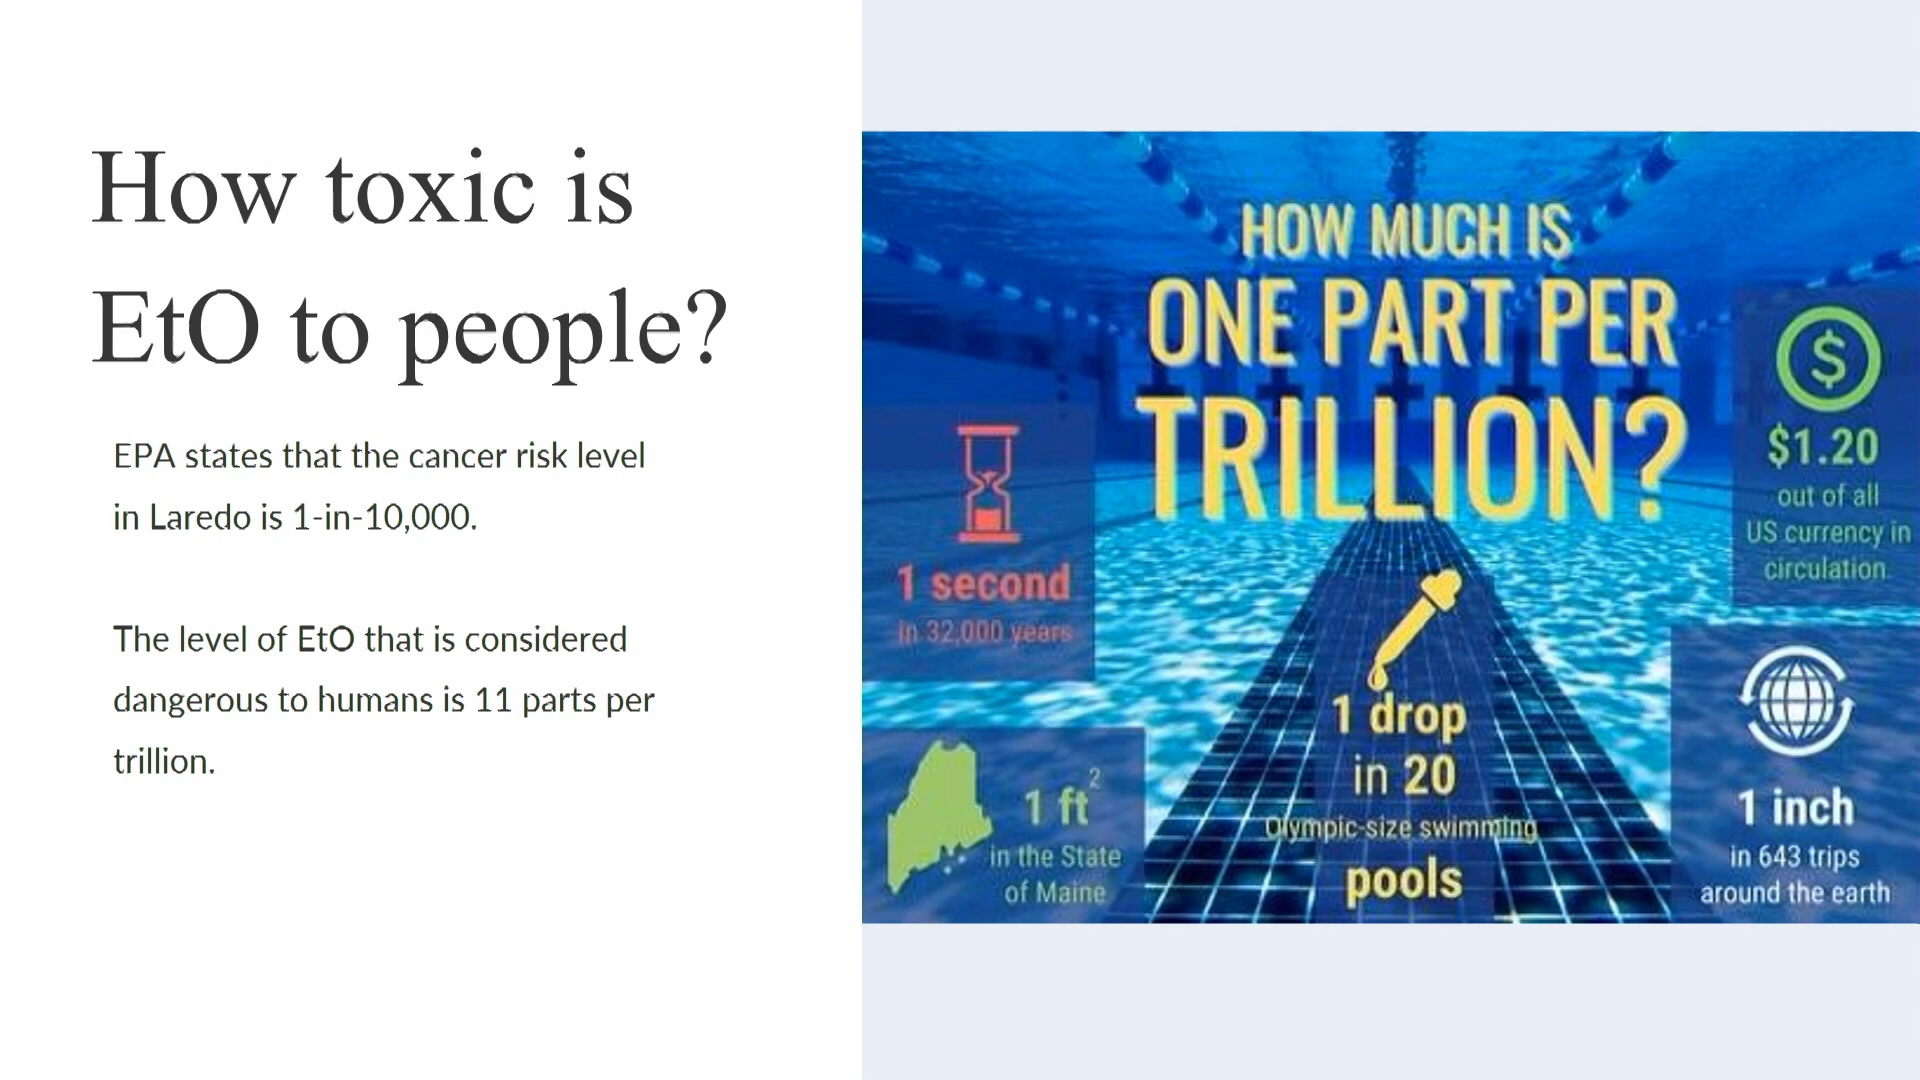 How toxic is
EtO to people?
EPA states that the cancer risk level
in Laredo is 1-in-10,000.
The level of EtO that is considered
dangerous to humans is 11 parts per
trillion.
HOW MUCH IS
ONE PART PER
TRILLION?
1 second
in 32,000 years
$
$1.20
out of all
US currency in
circulation
1 ft²
in the State
of Maine
1 drop
in 20
Olympic-size swimming
pools
1 inch
in 643 trips
around the earth